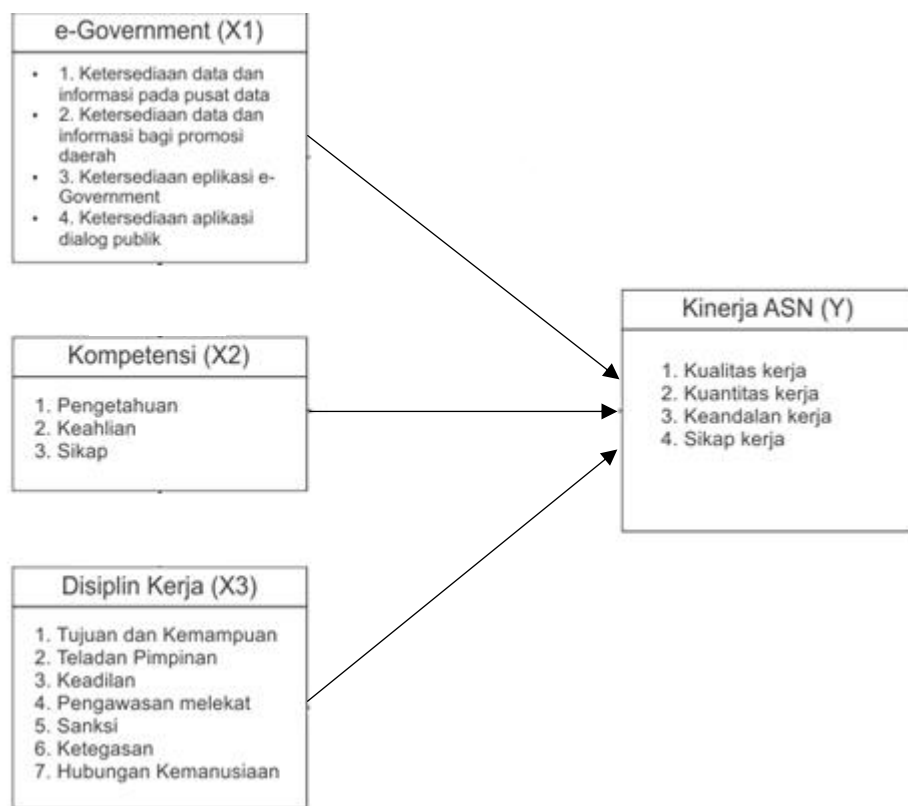 e-Government (X1)
• 1. Ketersediaan data dan
informasi pada pusat data
• 2. Ketersediaan data dan
informasi bagi promosi
daerah
• 3. Ketersediaan eplikasi e-
Government
• 4. Ketersediaan aplikasi
dialog publik
Kompetensi (X2)
1. Pengetahuan
2. Keahlian
3. Sikap
Disiplin Kerja (X3)
1. Tujuan dan Kemampuan
2. Teladan Pimpinan
3. Keadilan
4. Pengawasan melekat
5. Sanksi
6. Ketegasan
7. Hubungan Kemanusiaan
Kinerja ASN (Y)
1. Kualitas kerja
2. Kuantitas kerja
3. Keandalan kerja
4. Sikap kerja